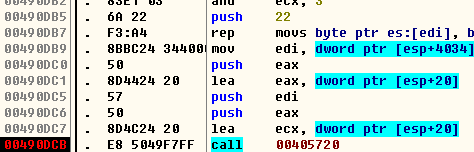 00490DB2 . 83E1 03 and ecx, 3
00490DB5 . 6A 22 push 22
00490DB7 . F3:A4 rep movs byte ptr es:[edi], b
00490DB9 . 8BBC24 344000 mov edi, dword ptr [esp+4034]
00490DC0 . 50 push eax
00490DC1 . 8D4424 20 lea eax, dword ptr [esp+20]
00490DC5 . 57 push edi
00490DC6 . 50 push eax
00490DC7 . 8D4C24 20 lea ecx, dword ptr [esp+20]
00490DCB . E8 5049F7FF call 00405720